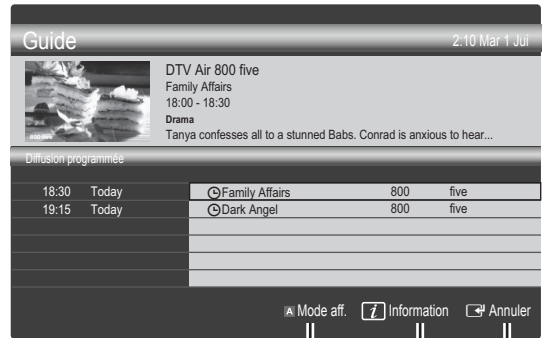 Guide 2:10 Mar 1 Jui
DTV Air 800 five
Family Affairs
18:00 - 18:30
Drama
Tanya confesses all to a stunned Babs. Conrad is anxious to hear...
800 five
Diffusion programmée
18:30 Today Family Affairs 800 five
19:15 Today Dark Angel 800 five
A Mode aff. i Information Annuler